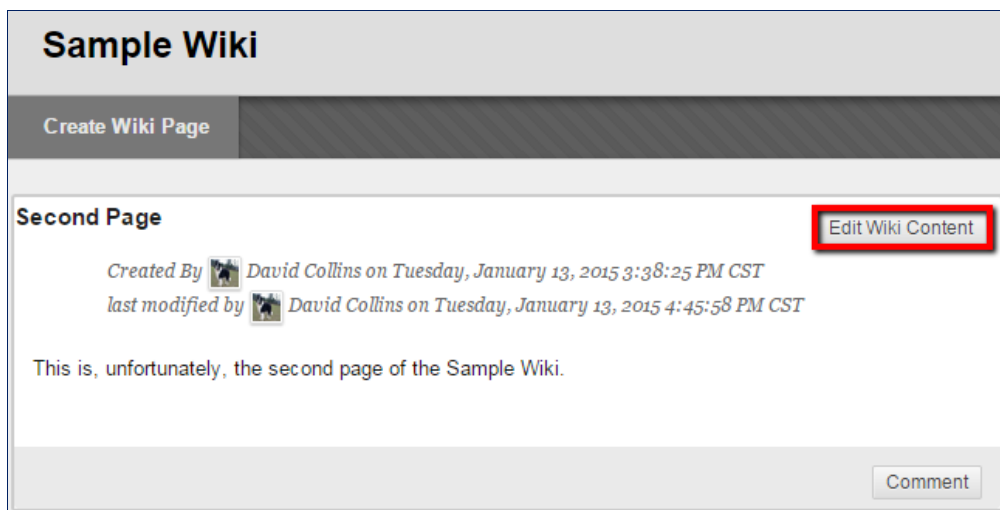 Sample Wiki
Create Wiki Page
Second Page
Edit Wiki Content
Created By David Collins on Tuesday, January 13, 2015 3:38:25 PM CST
last modified by David Collins on Tuesday, January 13, 2015 4:45:58 PM CST
This is, unfortunately, the second page of the Sample Wiki.
Comment